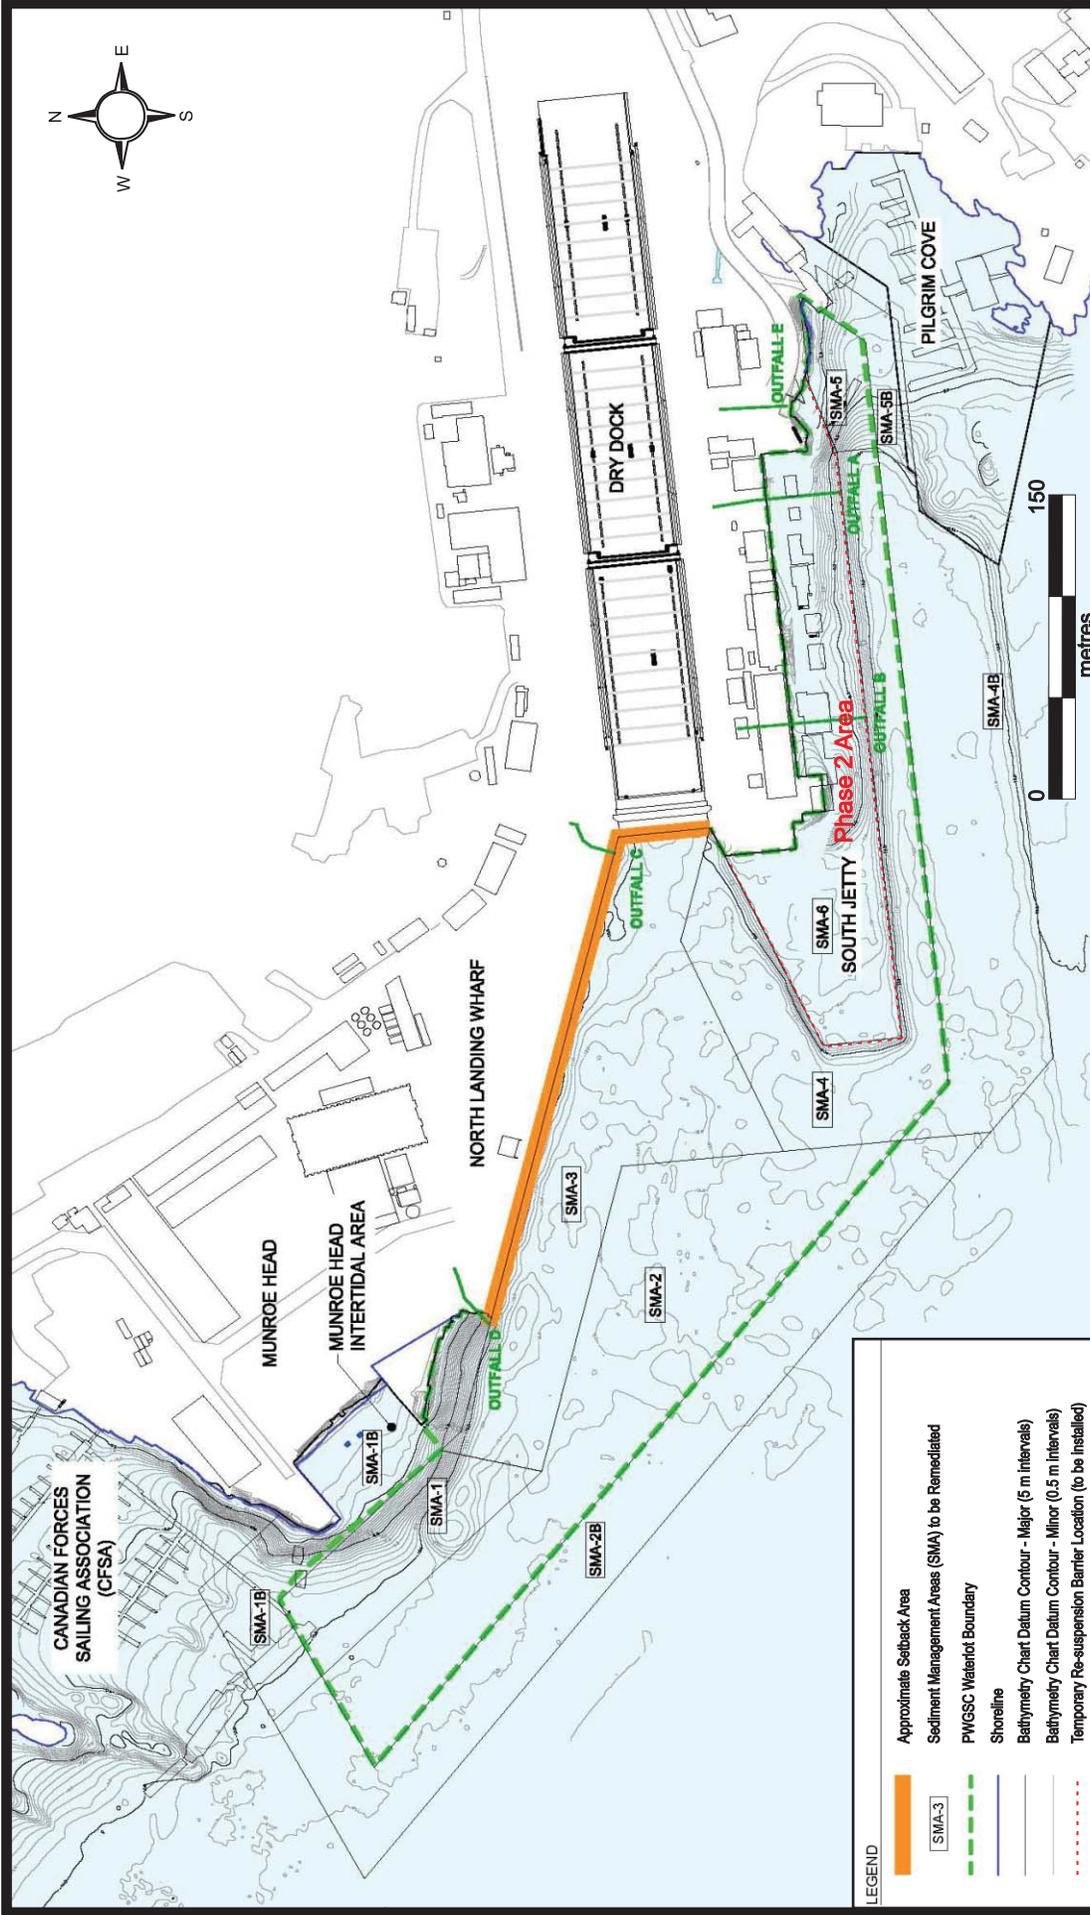 N
W
E
S
CANADIAN FORCES
SAILING ASSOCIATION
(CFSA)
MUNROE HEAD
MUNROE HEAD
INTERTIDAL AREA
NORTH LANDING WHARF
DRY DOCK
SMA-1B
SMA-1B
SMA-1
OUTFALL D
SMA-2B
SMA-2
SMA-3
OUTFALL C
SMA-4
SMA-6
SOUTH JETTY
Phase 2 Area
OUTFALL B
OUTFALL A
OUTFALL E
SMA-5
SMA-5B
PILGRIM COVE
SMA-4B
0
150
metres
LEGEND
Approximate Setback Area
SMA-3
Sediment Management Areas (SMA) to be Remediated
PWGSC Waterlot Boundary
Shoreline
Bathymetry Chart Datum Contour - Major (5 m intervals)
Bathymetry Chart Datum Contour - Minor (0.5 m intervals)
Temporary Re-suspension Barrier Location (to be installed)